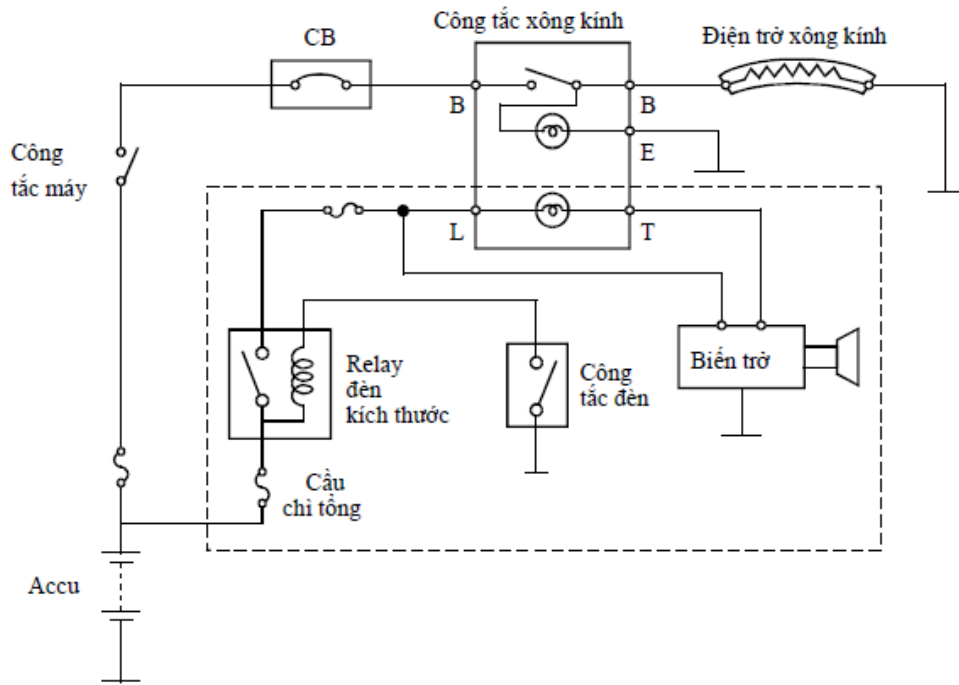 Công tắc xông kính
CB
Điện trở xông kính
B
B
E
Công
tắc máy
L
T
Relay
đèn
kích thước
Công
tắc đèn
Biến trở
Cầu
chì tổng
Accu